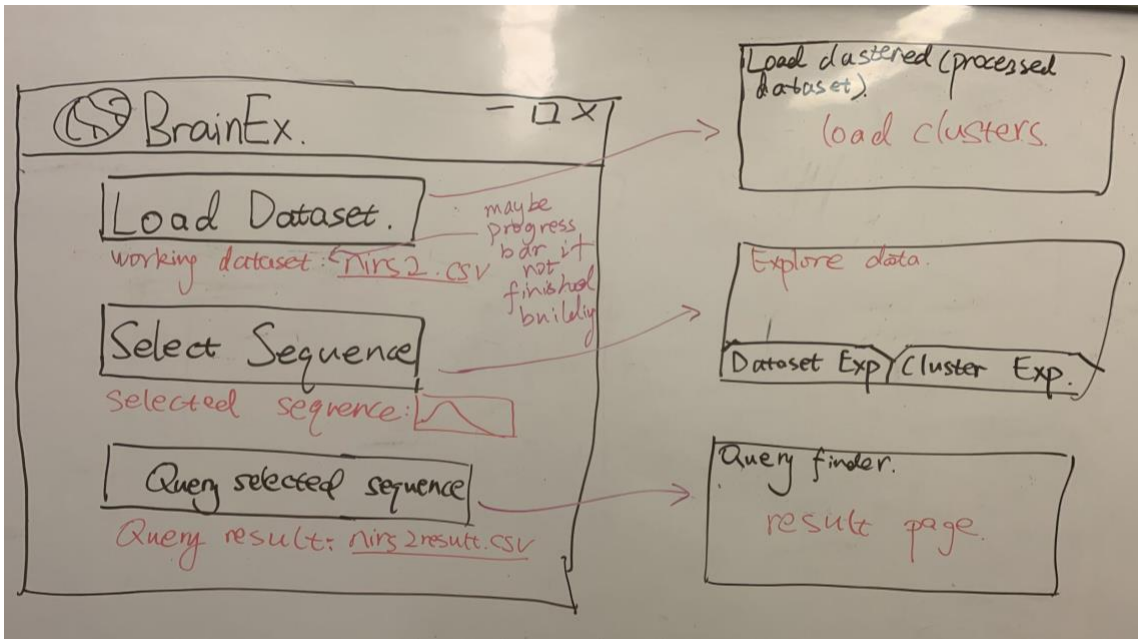 BrainEx.
Load Dataset.
working dataset: nirs2.csv
maybe
progress
bar if
not
finished
building
Select Sequence
selected sequence:
Query selected sequence
Query result: nirs2result.csv
Load clustered (processed
dataset).
load clusters.
Explore data.
Dataset Exp
Cluster Exp.
Query finder.
result page.